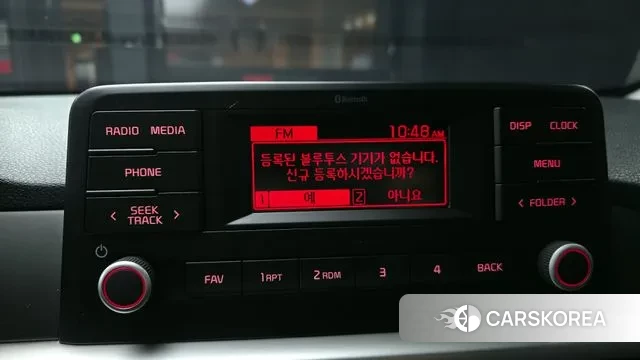 Bluetooth
RADIO MEDIA
FM 10:48 AM
DISP CLOCK
등록된 블루투스 기기가 없습니다.
신규 등록하시겠습니까?
PHONE
MENU
1 예 2 아니요
< SEEK TRACK >
< FOLDER >
FAV 1 RPT 2 RDM 3 4 BACK
CARSKOREA